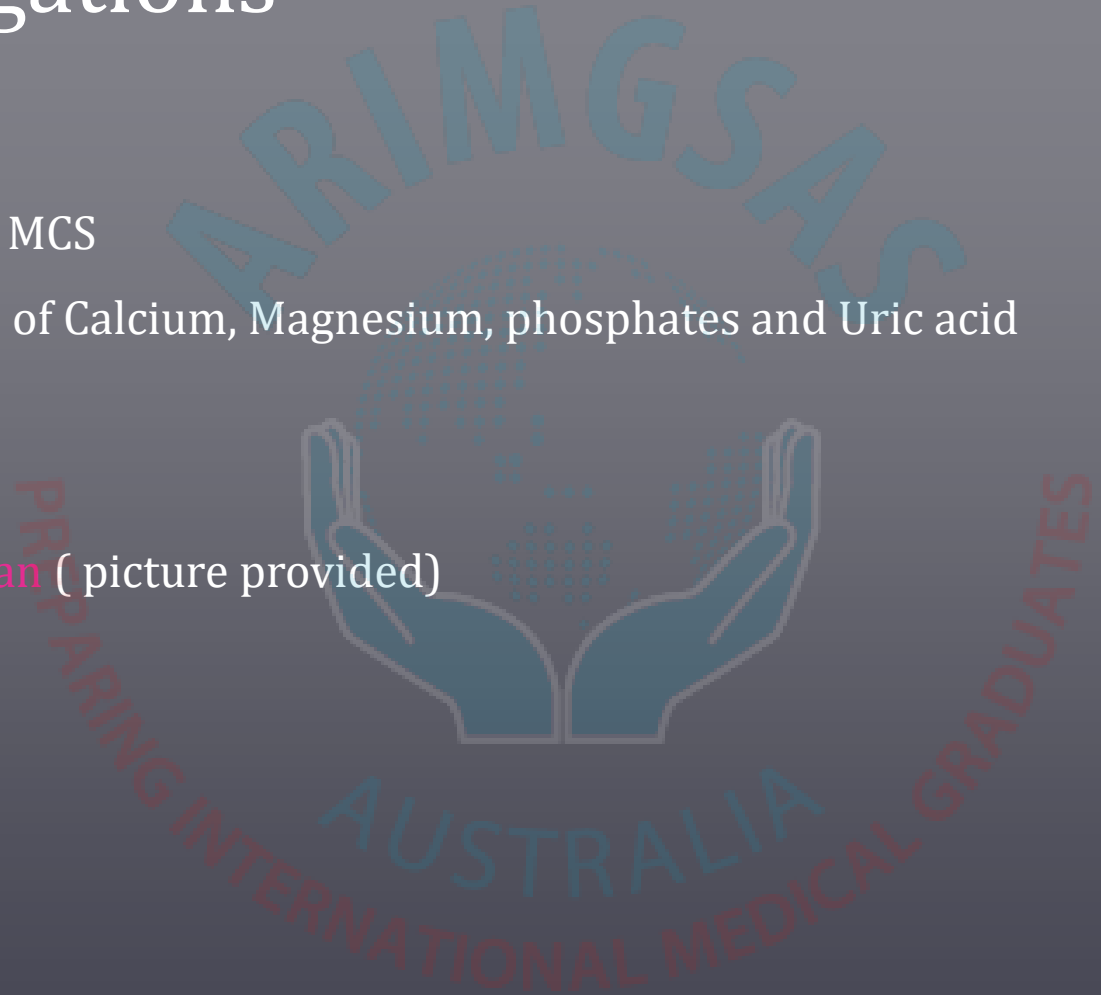 gations
MCS
of Calcium, Magnesium, phosphates and Uric acid
an ( picture provided)
ARIMGSAS
AUSTRALIA
PREPARING INTERNATIONAL MEDICAL GRADUATES